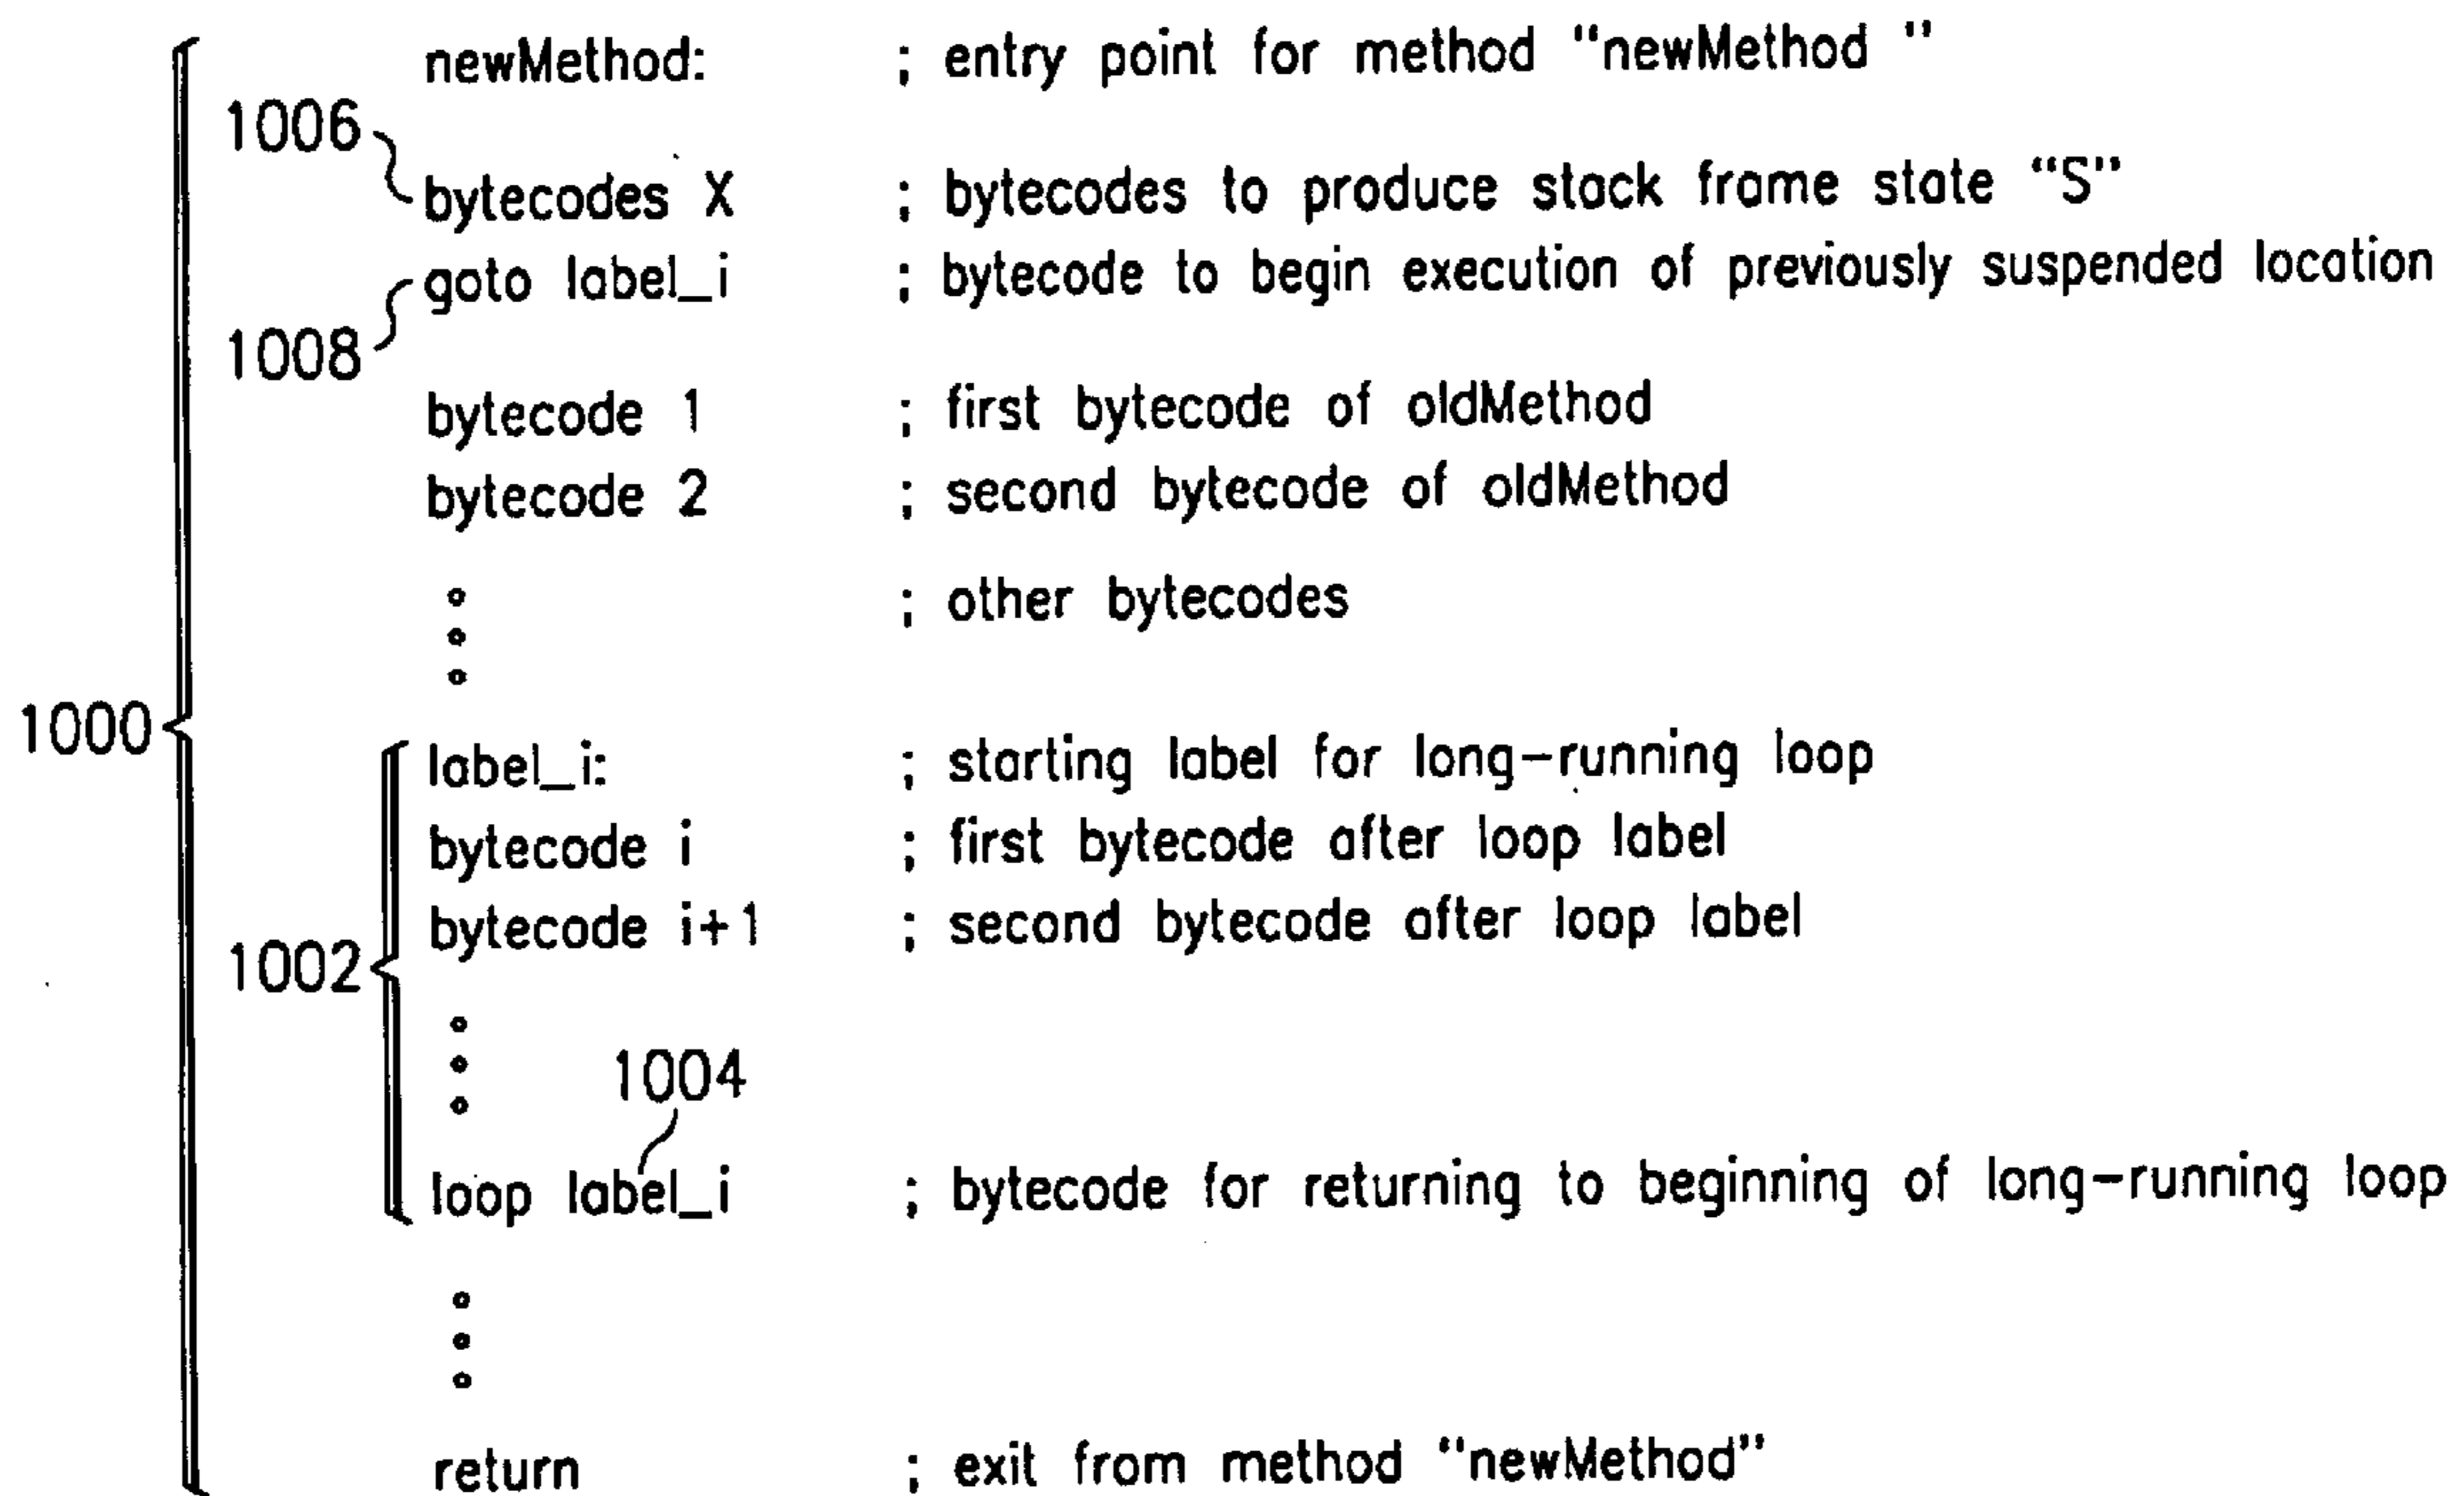 newMethod: ; entry point for method "newMethod "
1006
bytecodes X ; bytecodes to produce stack frame state "S"
goto label_i ; bytecode to begin execution of previously suspended location
1008
bytecode 1 ; first bytecode of oldMethod
bytecode 2 ; second bytecode of oldMethod
; other bytecodes
1000
label_i: ; starting label for long-running loop
bytecode i ; first bytecode after loop label
bytecode i+1 ; second bytecode after loop label
1002
1004
loop label_i ; bytecode for returning to beginning of long-running loop
return ; exit from method "newMethod"